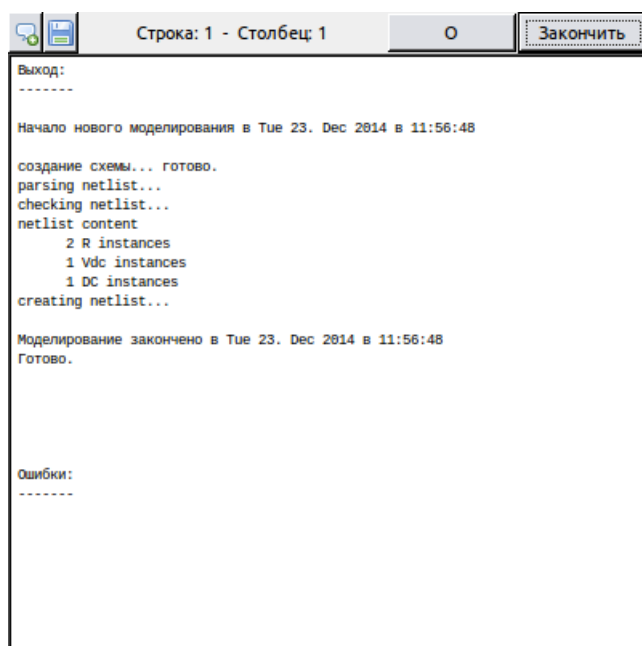 Строка: 1 - Столбец: 1
О
Закончить
Выход:
-------
Начало нового моделирования в Tue 23. Dec 2014 в 11:56:48
создание схемы... готово.
parsing netlist...
checking netlist...
netlist content
2 R instances
1 Vdc instances
1 DC instances
creating netlist...
Моделирование закончено в Tue 23. Dec 2014 в 11:56:48
Готово.
Ошибки:
-------